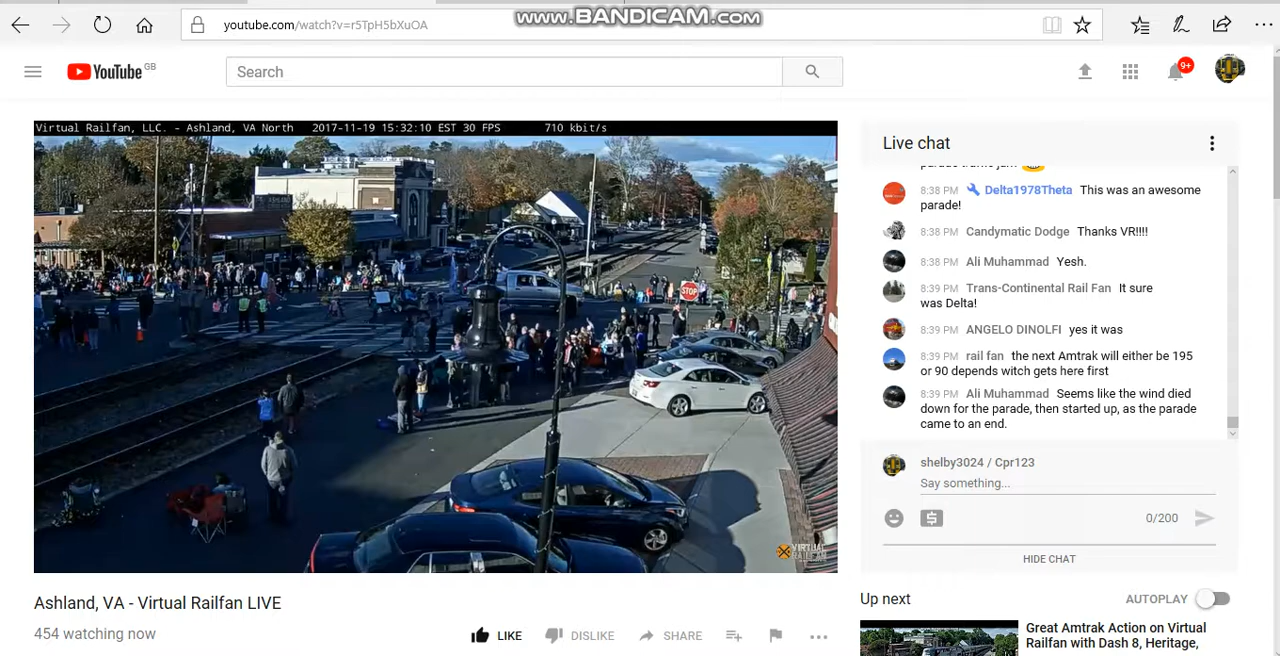 www.BANDICAM.com
youtube.com/watch?v=r5TpH5bXuOA
YouTube GB
Search
9+
Virtual Railfan, LLC. - Ashland, VA North 2017-11-19 15:32:10 EST 30 FPS 710 kbit/s
STOP
VIRTUAL
RAILFAN
Ashland, VA - Virtual Railfan LIVE
454 watching now
LIKE DISLIKE SHARE
Live chat
8:38 PM Delta1978Theta This was an awesome
parade!
8:38 PM Candymatic Dodge Thanks VR!!!!
8:38 PM Ali Muhammad Yesh.
8:39 PM Trans-Continental Rail Fan It sure
was Delta!
8:39 PM ANGELO DINOLFI yes it was
8:39 PM rail fan the next Amtrak will either be 195
or 90 depends witch gets here first
8:39 PM Ali Muhammad Seems like the wind died
down for the parade, then started up, as the parade
came to an end.
shelby3024 / Cpr123
Say something...
0/200
HIDE CHAT
Up next
AUTOPLAY
Great Amtrak Action on Virtual
Railfan with Dash 8, Heritage,